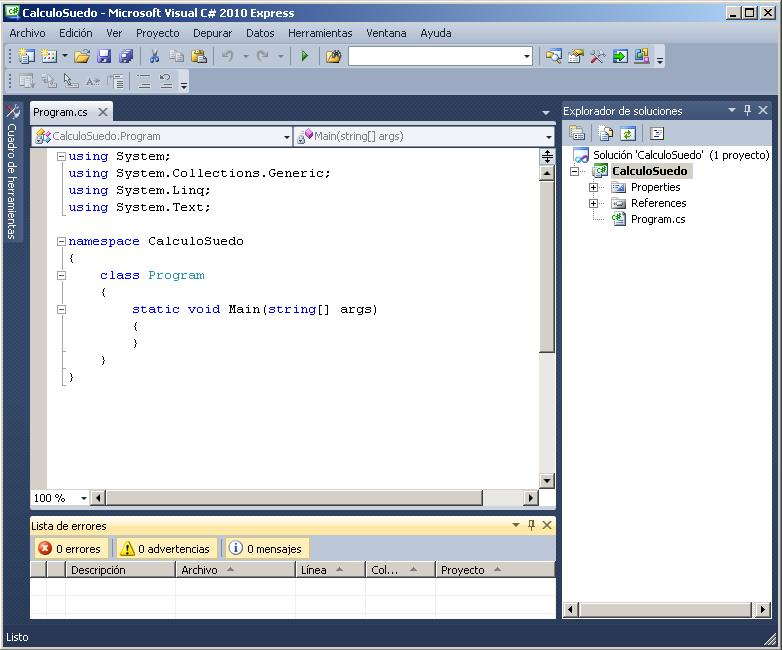 CalculoSuedo - Microsoft Visual C# 2010 Express
Archivo Edición Ver Proyecto Depurar Datos Herramientas Ventana Ayuda
Cuadro de herramientas
Program.cs
CalculoSuedo.Program
Main(string[] args)
using System;
using System.Collections.Generic;
using System.Linq;
using System.Text;
namespace CalculoSuedo
{
class Program
{
static void Main(string[] args)
{
}
}
}
100 %
Explorador de soluciones
Solución 'CalculoSuedo' (1 proyecto)
CalculoSuedo
Properties
References
Program.cs
Lista de errores
0 errores 0 advertencias 0 mensajes
Descripción Archivo Línea Col... Proyecto
Listo